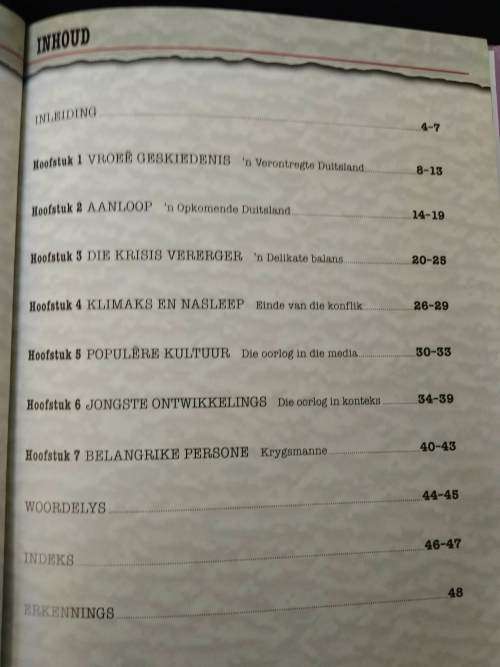 INHOUD
INLEIDING 4-7
Hoofstuk 1 VROEË GESKIEDENIS 'n Verontregte Duitsland 8-13
Hoofstuk 2 AANLOOP 'n Opkomende Duitsland 14-19
Hoofstuk 3 DIE KRISIS VERERGER 'n Delikate balans 20-25
Hoofstuk 4 KLIMAKS EN NASLEEP Einde van die konflik 26-29
Hoofstuk 5 POPULÊRE KULTUUR Die oorlog in die media 30-33
Hoofstuk 6 JONGSTE ONTWIKKELINGS Die oorlog in konteks 34-39
Hoofstuk 7 BELANGRIKE PERSONE Krygsmanne 40-43
WOORDELYS 44-45
INDEKS 46-47
ERKENNINGS 48